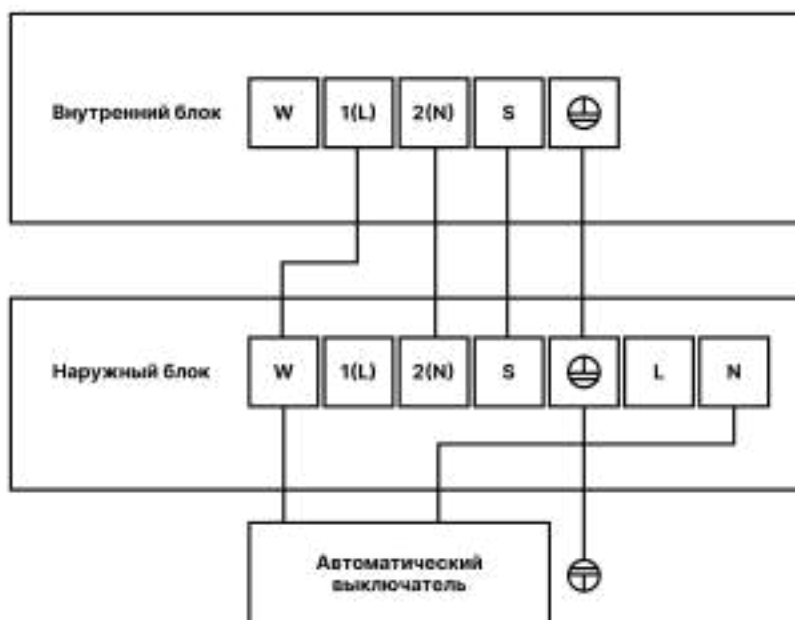 Внутренний блок W 1(L) 2(N) S
Наружный блок W 1(L) 2(N) S L N
Автоматический
выключатель